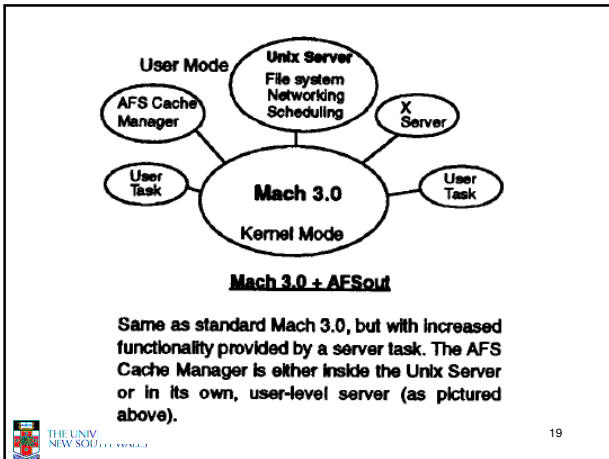 User Mode
Unix Server
File system
Networking
Scheduling
AFS Cache
Manager
X
Server
User
Task
Mach 3.0
Kernel Mode
User
Task
Mach 3.0 + AFSout
Same as standard Mach 3.0, but with increased
functionality provided by a server task. The AFS
Cache Manager is either inside the Unix Server
or in its own, user-level server (as pictured
above).
THE UNIV
NEW SOUTH WALES
19